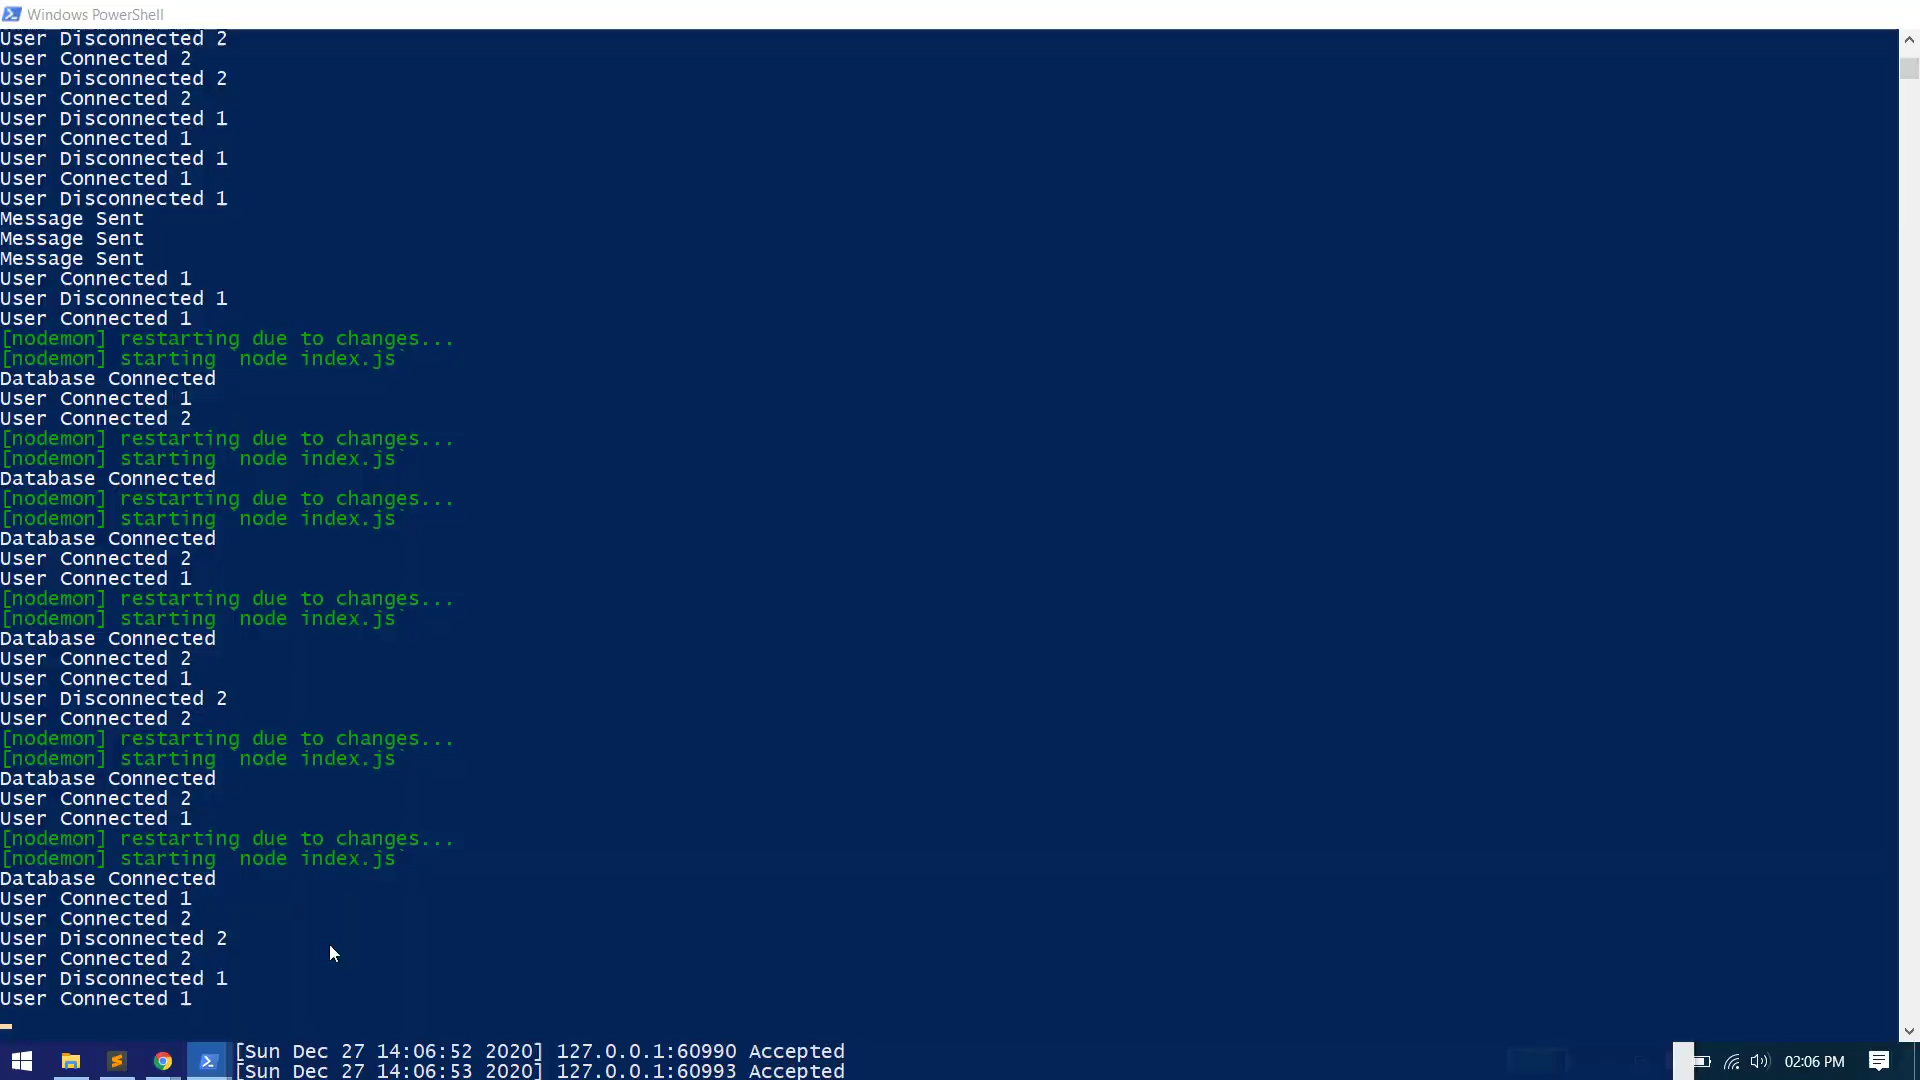 Windows PowerShell
User Disconnected 2
User Connected 2
User Disconnected 2
User Connected 2
User Disconnected 1
User Connected 1
User Disconnected 1
User Connected 1
User Disconnected 1
Message Sent
Message Sent
Message Sent
User Connected 1
User Disconnected 1
User Connected 1
[nodemon] restarting due to changes...
[nodemon] starting `node index.js`
Database Connected
User Connected 1
User Connected 2
[nodemon] restarting due to changes...
[nodemon] starting `node index.js`
Database Connected
[nodemon] restarting due to changes...
[nodemon] starting `node index.js`
Database Connected
User Connected 2
User Connected 1
[nodemon] restarting due to changes...
[nodemon] starting `node index.js`
Database Connected
User Connected 2
User Connected 1
User Disconnected 2
User Connected 2
[nodemon] restarting due to changes...
[nodemon] starting `node index.js`
Database Connected
User Connected 2
User Connected 1
[nodemon] restarting due to changes...
[nodemon] starting `node index.js`
Database Connected
User Connected 1
User Connected 2
User Disconnected 2
User Connected 2
User Disconnected 1
User Connected 1
[Sun Dec 27 14:06:52 2020] 127.0.0.1:60990 Accepted
[Sun Dec 27 14:06:53 2020] 127.0.0.1:60993 Accepted
02:06 PM